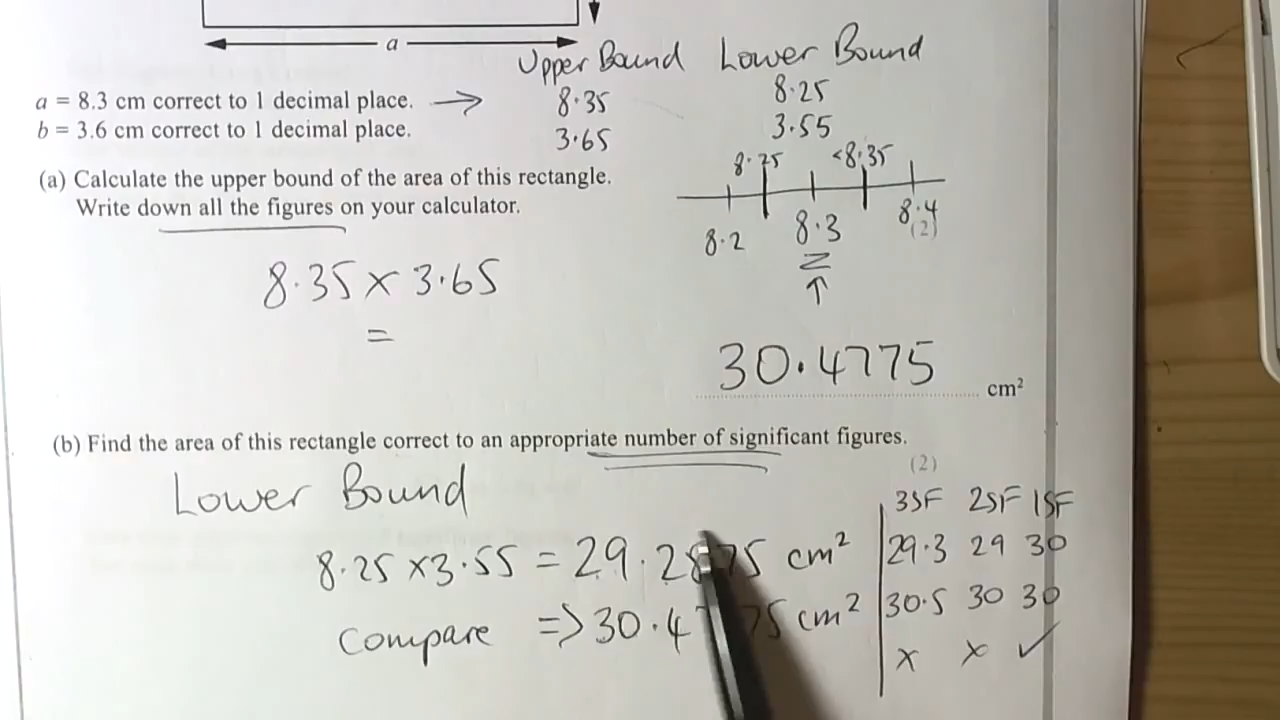 a
Upper Bound Lower Bound
a = 8.3 cm correct to 1 decimal place. → 8.35 8.25
b = 3.6 cm correct to 1 decimal place. 3.65 3.55
8.25 <8.35
8.2 8.3 8.4
(a) Calculate the upper bound of the area of this rectangle.
Write down all the figures on your calculator.
(2)
8.35 × 3.65
=
30.4775 cm²
(b) Find the area of this rectangle correct to an appropriate number of significant figures.
(2)
Lower Bound
3SF 2SF 1SF
8.25 × 3.55 = 29.2875 cm² 29.3 29 30
compare => 30.4775 cm² 30.5 30 30
x x ✓